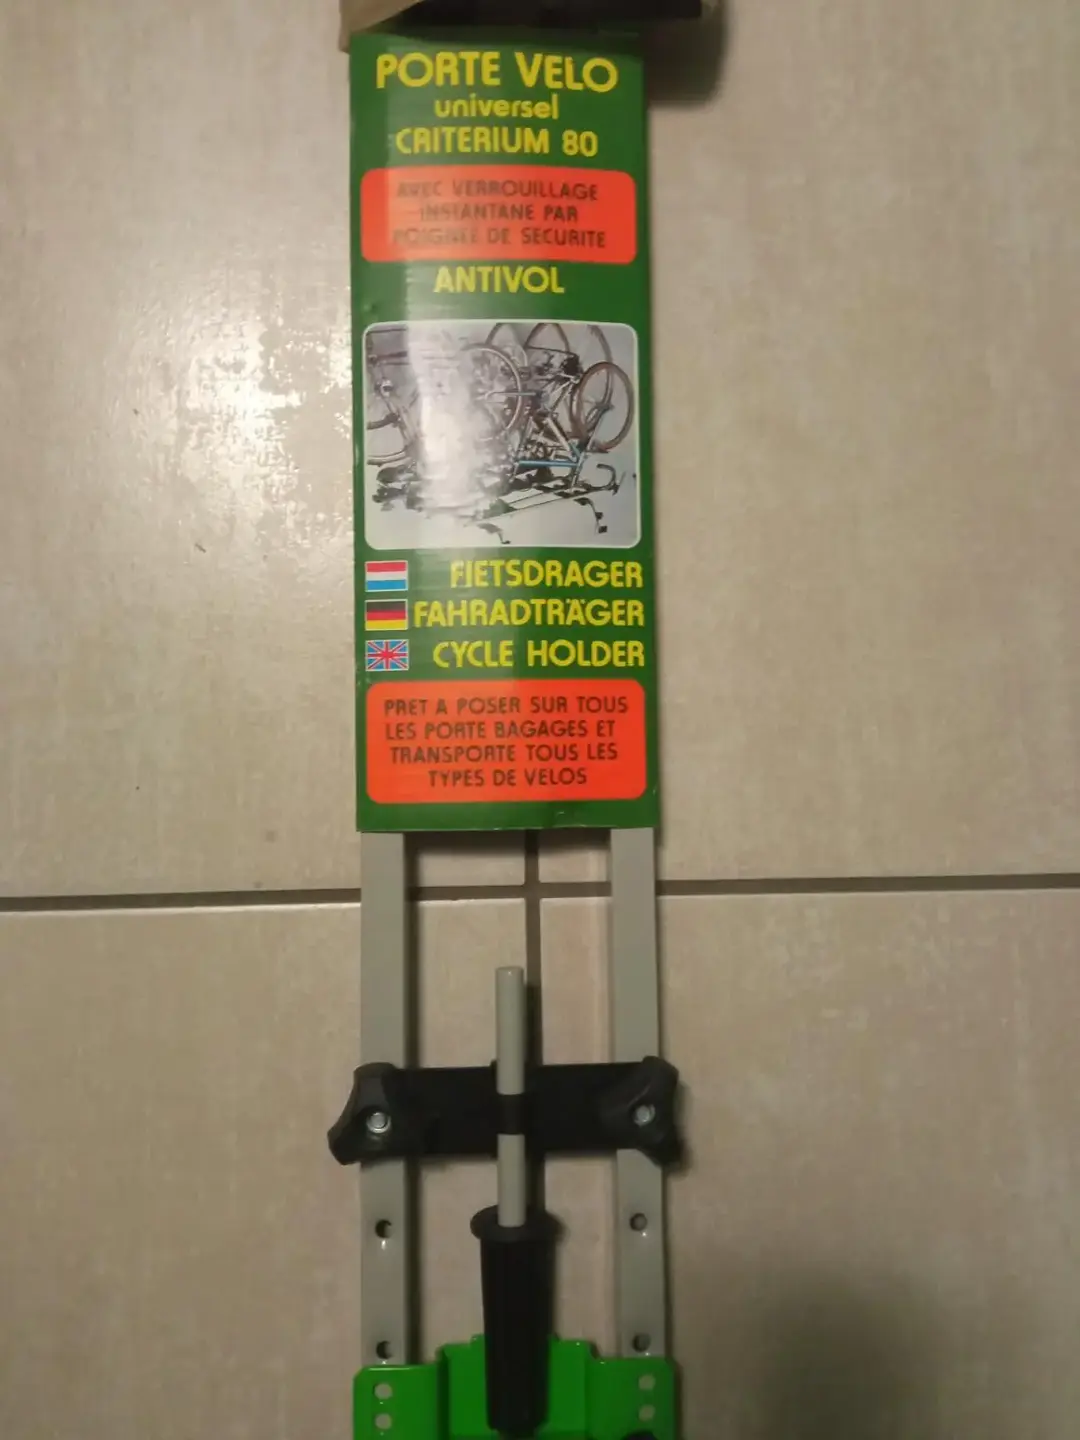 PORTE VELO
universel
CRITERIUM 80
AVEC VERROUILLAGE
INSTANTANE PAR
POIGNEE DE SECURITE
ANTIVOL
FIETSDRAGER
FAHRADTRÄGER
CYCLE HOLDER
PRET A POSER SUR TOUS
LES PORTE BAGAGES ET
TRANSPORTE TOUS LES
TYPES DE VELOS